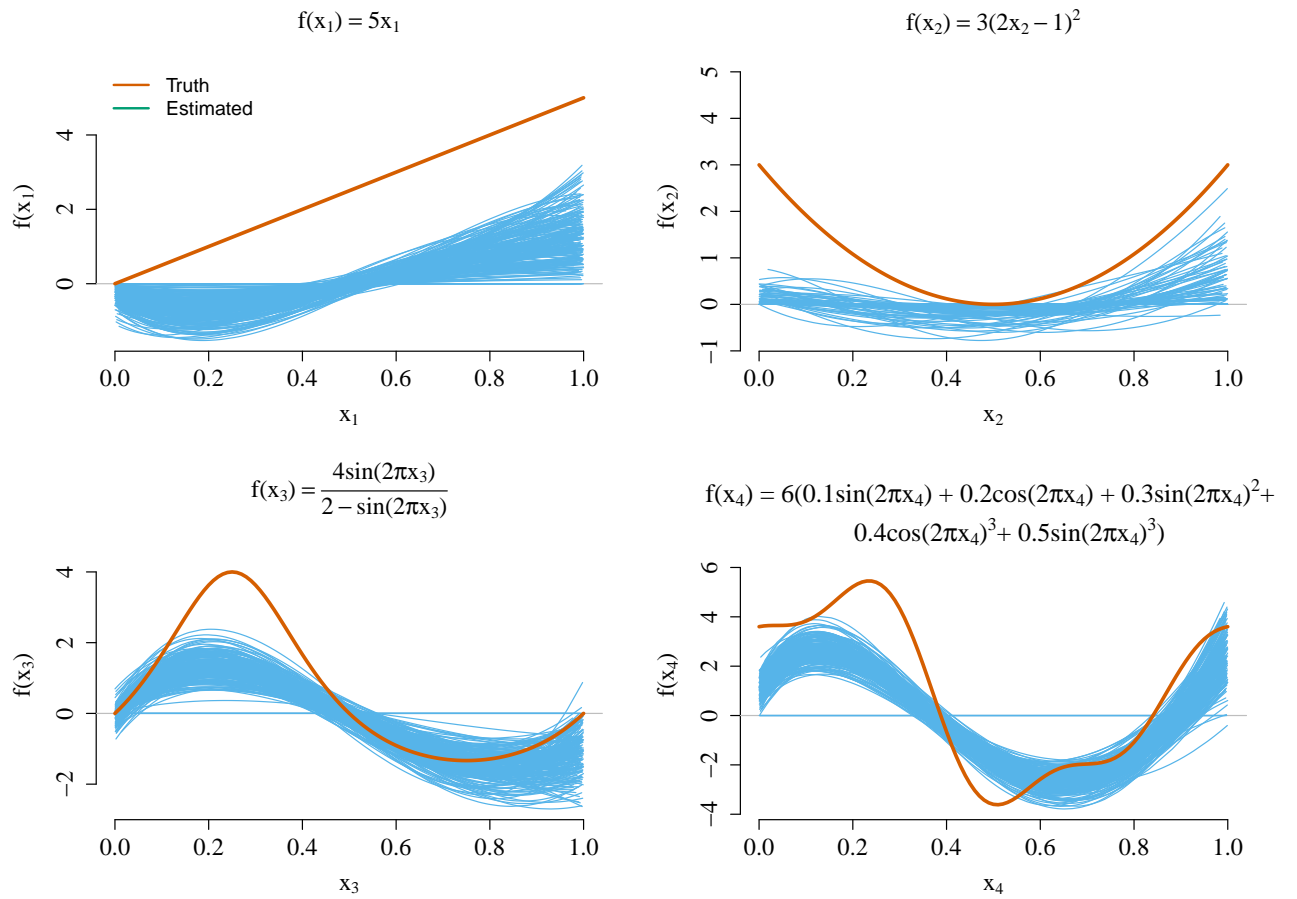 f(x₁) = 5x₁
Truth
Estimated
f(x₁)
4
2
0
0.0 0.2 0.4 0.6 0.8 1.0
x₁
f(x₂) = 3(2x₂ − 1)²
f(x₂)
5
4
3
2
1
0
−1
0.0 0.2 0.4 0.6 0.8 1.0
x₂
f(x₃) = 4sin(2πx₃) / 2 − sin(2πx₃)
f(x₃)
4
2
0
−2
0.0 0.2 0.4 0.6 0.8 1.0
x₃
f(x₄) = 6(0.1sin(2πx₄) + 0.2cos(2πx₄) + 0.3sin(2πx₄)²+
0.4cos(2πx₄)³+ 0.5sin(2πx₄)³)
f(x₄)
6
4
2
0
−2
−4
0.0 0.2 0.4 0.6 0.8 1.0
x₄